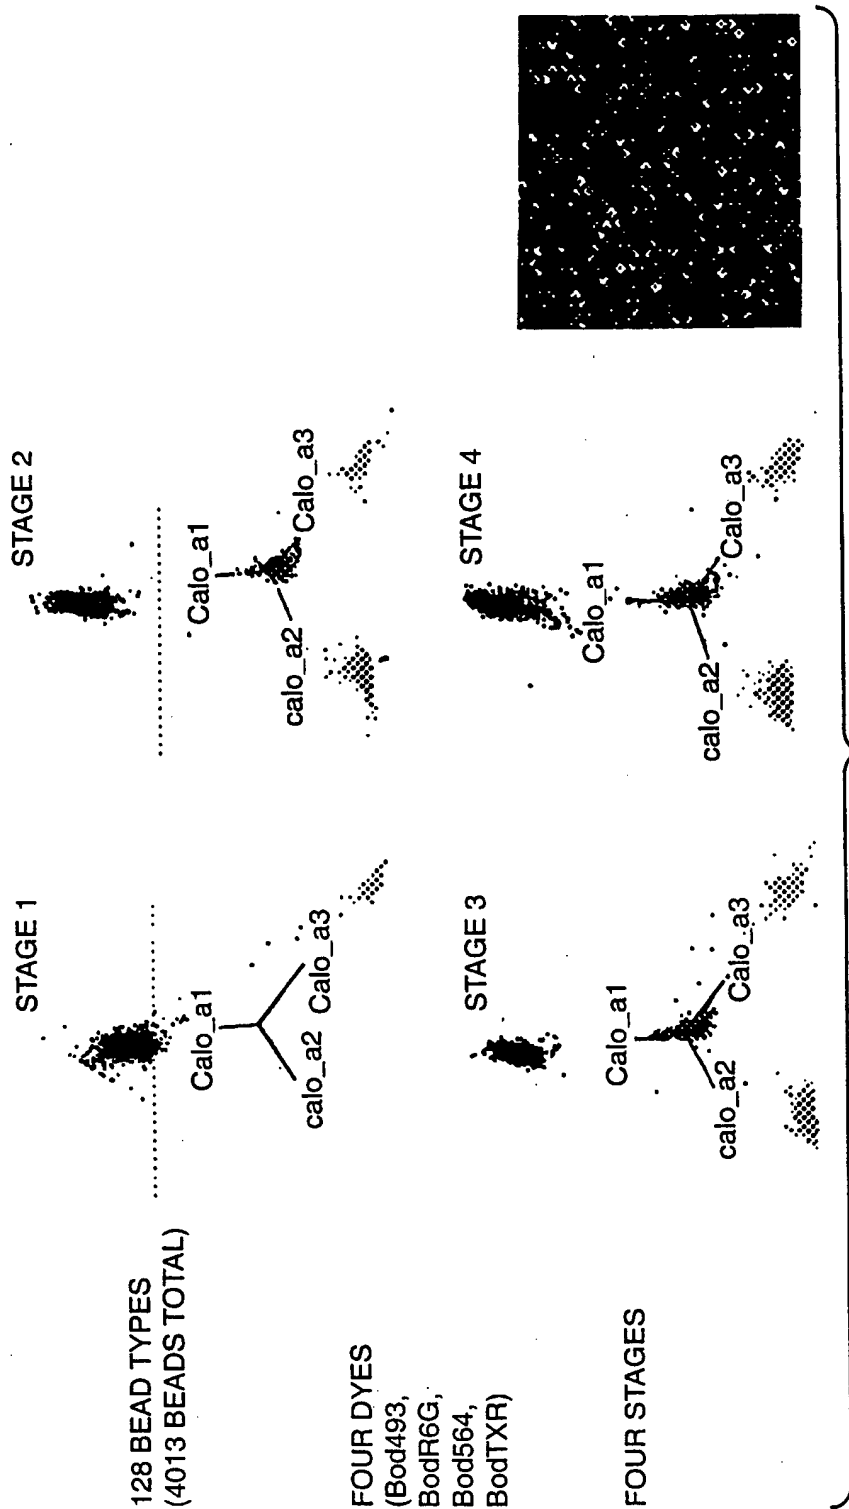 128 BEAD TYPES
(4013 BEADS TOTAL)
FOUR DYES
(Bod493,
BodR6G,
Bod564,
BodTXR)
FOUR STAGES
STAGE 1
Calo_a1
calo_a2
Calo_a3
STAGE 2
Calo_a1
calo_a2
Calo_a3
STAGE 3
Calo_a1
calo_a2
Calo_a3
STAGE 4
Calo_a1
calo_a2
Calo_a3